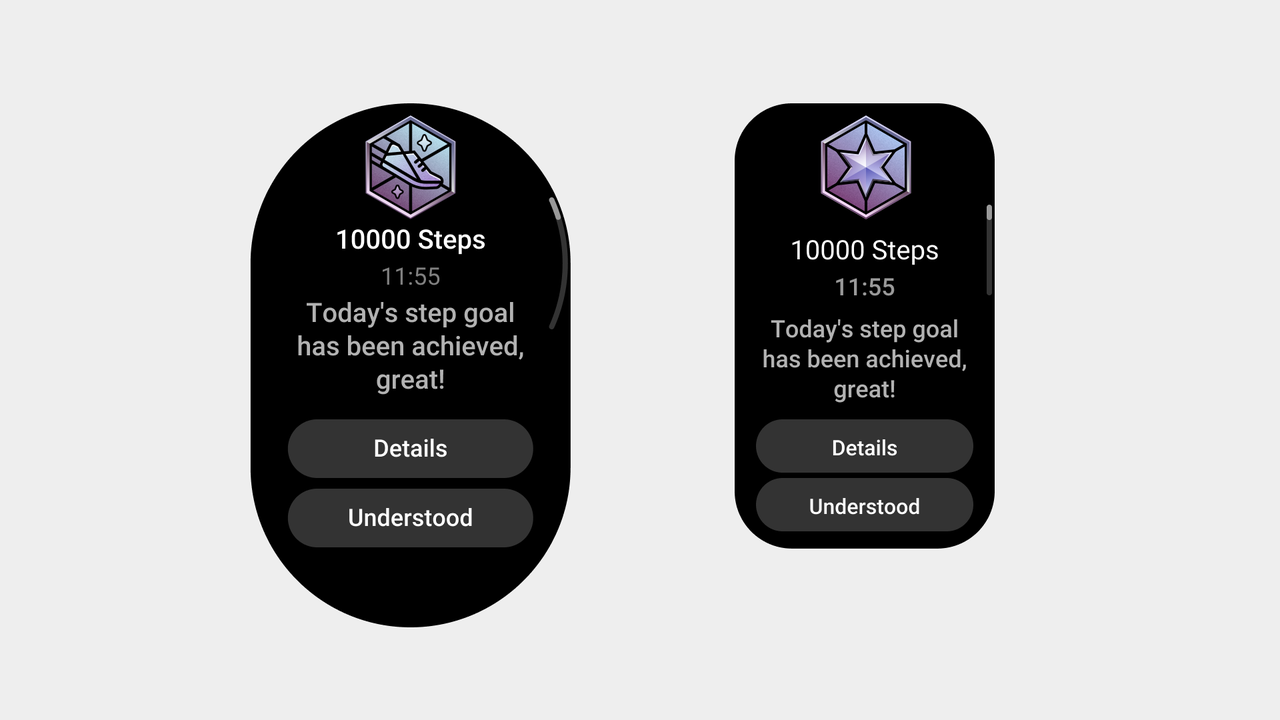 10000 Steps
11:55
Today's step goal
has been achieved,
great!
Details
Understood
10000 Steps
11:55
Today's step goal
has been achieved,
great!
Details
Understood